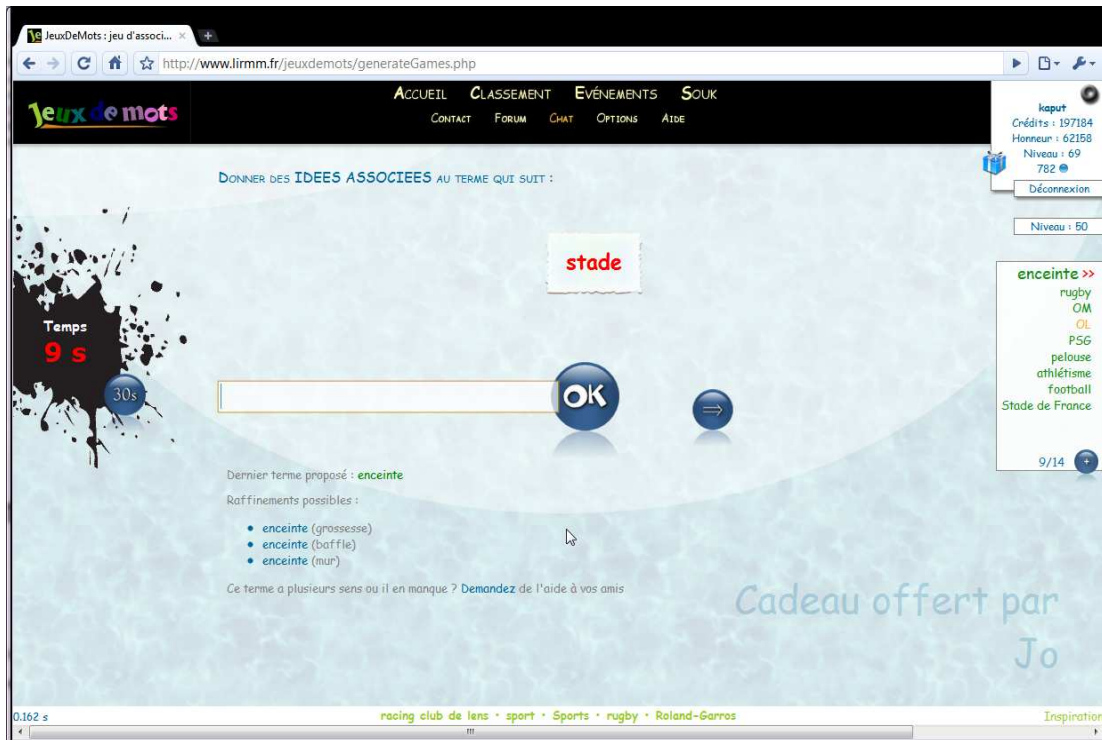 JeuxDeMots : jeu d'associ...
http://www.lirmm.fr/jeuxdemots/generateGames.php
Jeux de mots
ACCUEIL CLASSEMENT EVÉNEMENTS SOUK
CONTACT FORUM CHAT OPTIONS AIDE
kaput
Crédits : 197184
Honneur : 62158
Niveau : 69
782
Déconnexion
Niveau : 50
DONNER DES IDEES ASSOCIEES AU TERME QUI SUIT :
stade
Temps
9 s
30s
OK
enceinte >>
rugby
OM
OL
PSG
pelouse
athlétisme
football
Stade de France
9/14
Dernier terme proposé : enceinte
Raffinements possibles :
• enceinte (grossesse)
• enceinte (baffle)
• enceinte (mur)
Ce terme a plusieurs sens ou il en manque ? Demandez de l'aide à vos amis
Cadeau offert par
Jo
0.162 s
racing club de lens • sport • Sports • rugby • Roland-Garros
Inspiration